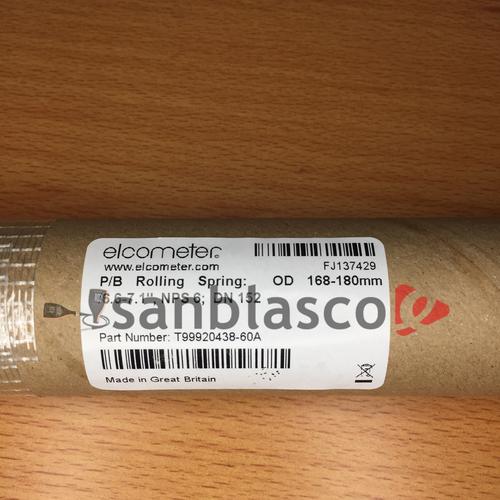 elcometer
www.elcometer.com
FJ137429
P/B Rolling Spring: OD 168-180mm
6.6-7.1", NPS 6; DN 152
sanblasco
Part Number: T99920438-60A
Made in Great Britain